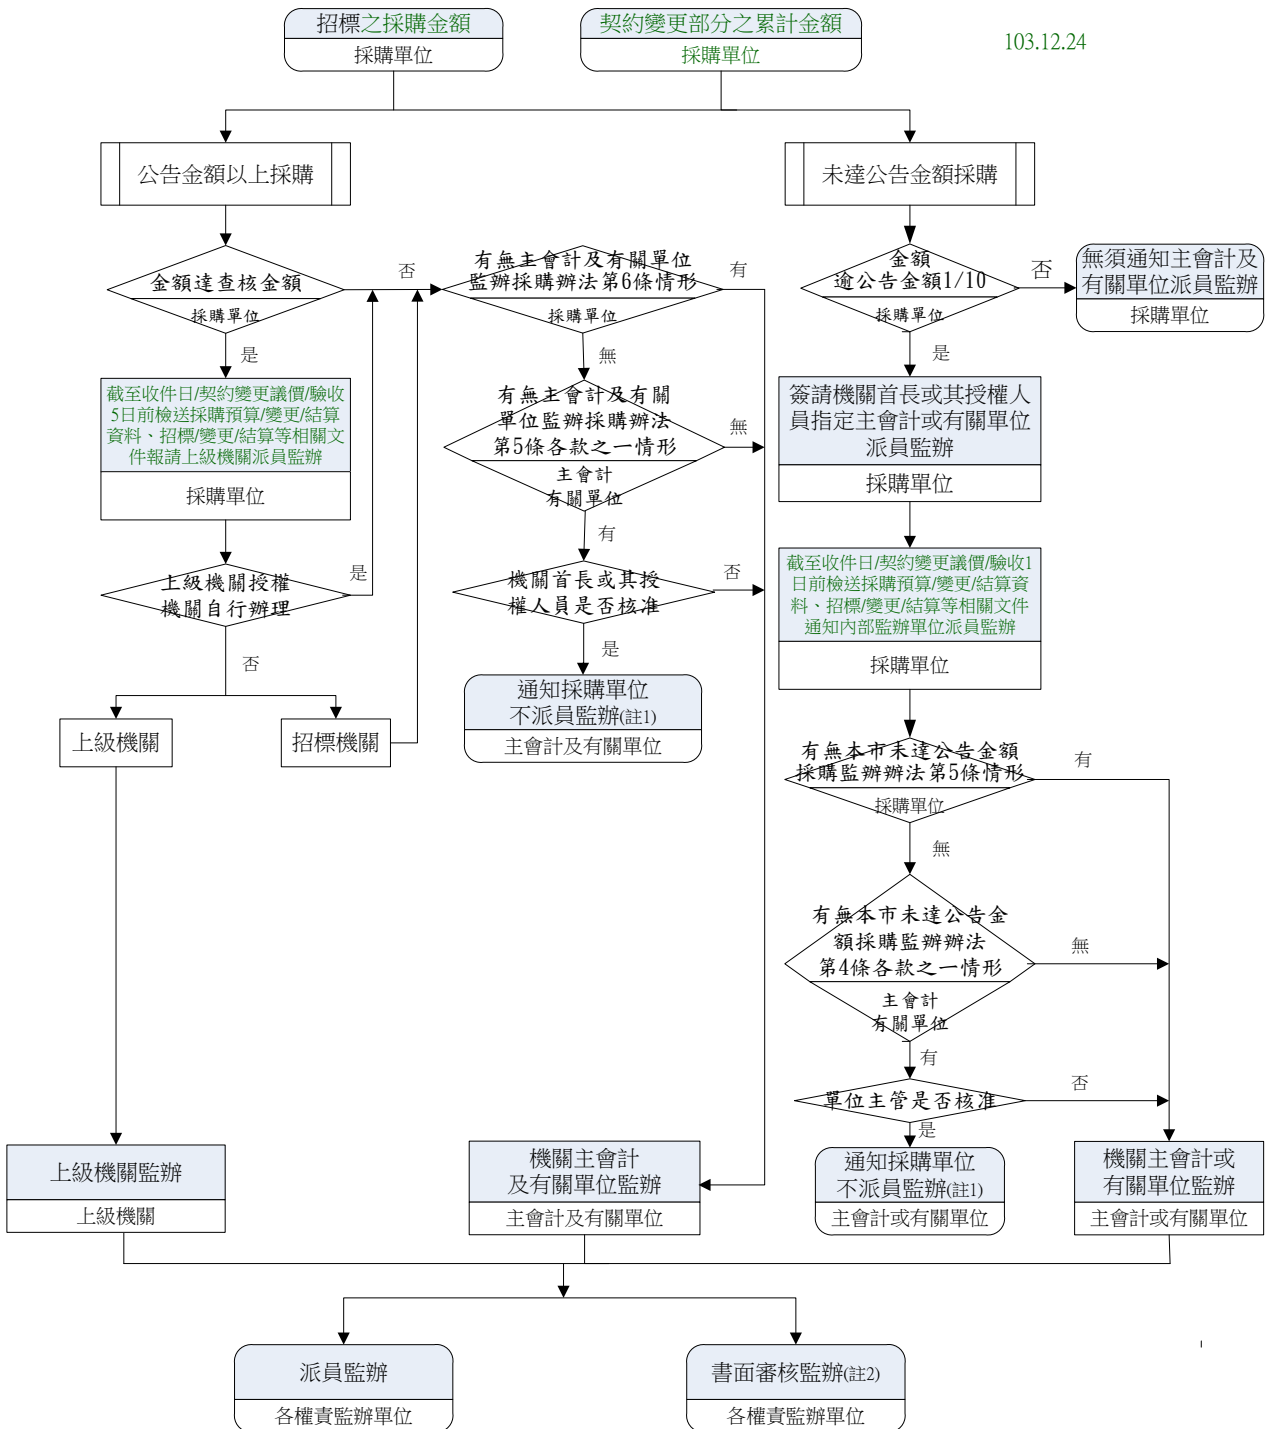 招標之採購金額
採購單位
契約變更部分之累計金額
採購單位
103.12.24
公告金額以上採購
未達公告金額採購
金額達查核金額
採購單位
否
是
有無主會計及有關單位
監辦採購辦法第6條情形
採購單位
有
無
金額
逾公告金額1/10
採購單位
否
是
無須通知主會計及
有關單位派員監辦
採購單位
截至收件日/契約變更議價/驗收
5日前檢送採購預算/變更/結算
資料、招標/變更/結算等相關文
件報請上級機關派員監辦
採購單位
有無主會計及有關
單位監辦採購辦法
第5條各款之一情形
主會計
有關單位
無
有
簽請機關首長或其授權人
員指定主會計或有關單位
派員監辦
採購單位
上級機關授權
機關自行辦理
是
否
機關首長或其授
權人員是否核准
否
是
截至收件日/契約變更議價/驗收1
日前檢送採購預算/變更/結算資
料、招標/變更/結算等相關文件
通知內部監辦單位派員監辦
採購單位
上級機關
招標機關
通知採購單位
不派員監辦(註1)
主會計及有關單位
有無本市未達公告金額
採購監辦辦法第5條情形
採購單位
有
無
有無本市未達公告金
額採購監辦辦法
第4條各款之一情形
主會計
有關單位
無
有
單位主管是否核准
否
是
上級機關監辦
上級機關
機關主會計
及有關單位監辦
主會計及有關單位
通知採購單位
不派員監辦(註1)
主會計或有關單位
機關主會計或
有關單位監辦
主會計或有關單位
派員監辦
各權責監辦單位
書面審核監辦(註2)
各權責監辦單位